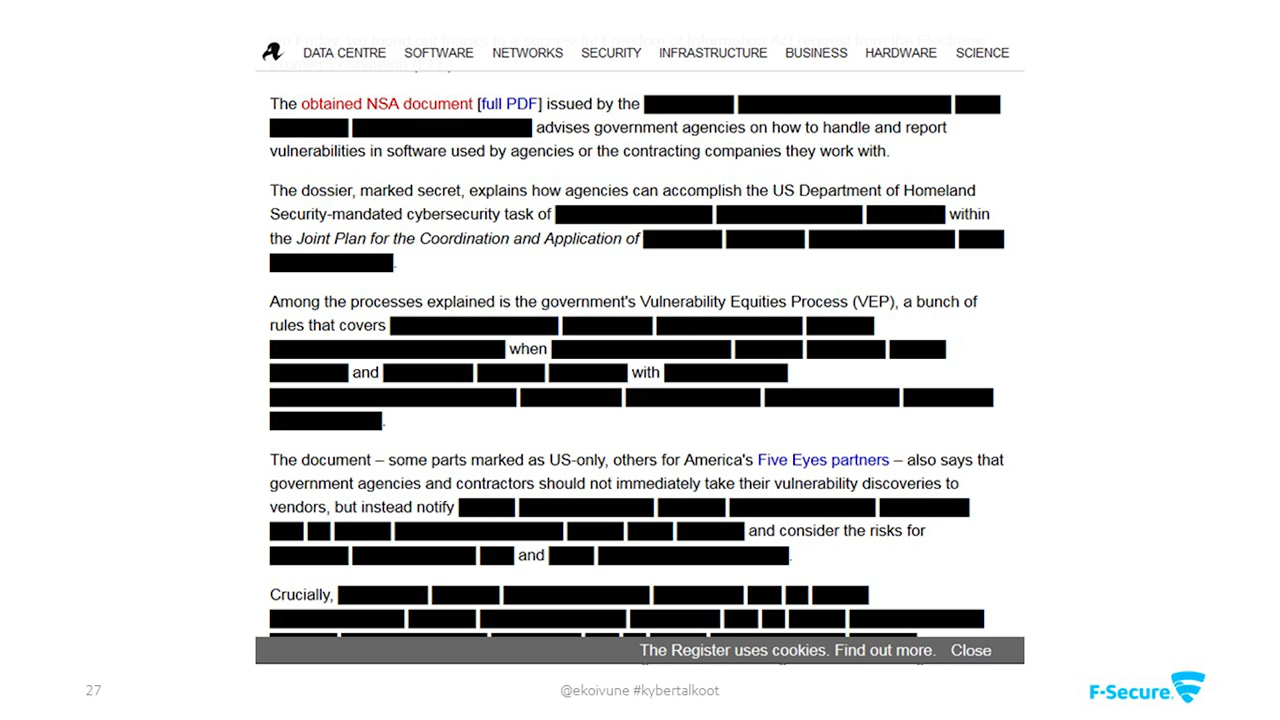 DATA CENTRE SOFTWARE NETWORKS SECURITY INFRASTRUCTURE BUSINESS HARDWARE SCIENCE
The obtained NSA document [full PDF] issued by the
advises government agencies on how to handle and report
vulnerabilities in software used by agencies or the contracting companies they work with.
The dossier, marked secret, explains how agencies can accomplish the US Department of Homeland
Security-mandated cybersecurity task of within
the Joint Plan for the Coordination and Application of
.
Among the processes explained is the government's Vulnerability Equities Process (VEP), a bunch of
rules that covers
when
and with
.
The document – some parts marked as US-only, others for America's Five Eyes partners – also says that
government agencies and contractors should not immediately take their vulnerability discoveries to
vendors, but instead notify
and consider the risks for
and .
Crucially,
The Register uses cookies. Find out more. Close
27 @ekoivune #kybertalkoot F-Secure.